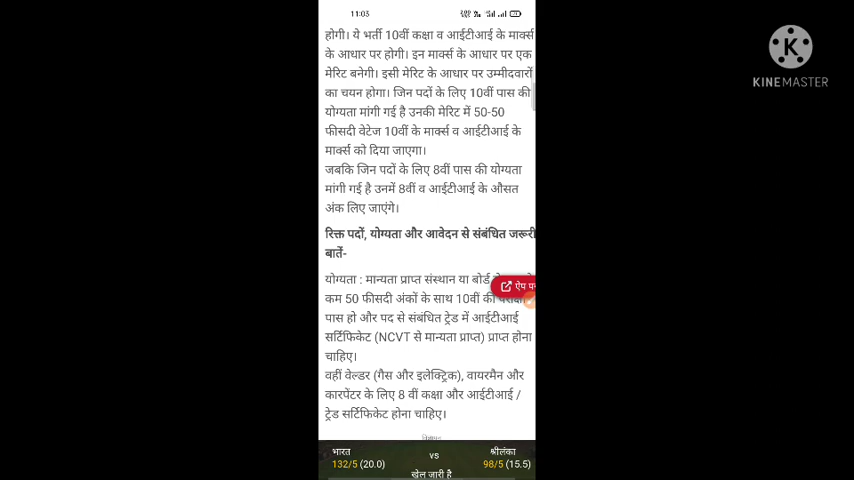 11:03
K
KINEMASTER
होगी। ये भर्ती 10वीं कक्षा व आईटीआई के मार्क्स
के आधार पर होगी। इन मार्क्स के आधार पर एक
मेरिट बनेगी। इसी मेरिट के आधार पर उम्मीदवारों
का चयन होगा। जिन पदों के लिए 10वीं पास की
योग्यता मांगी गई है उनकी मेरिट में 50-50
फीसदी वेटेज 10वीं के मार्क्स व आईटीआई के
मार्क्स को दिया जाएगा।
जबकि जिन पदों के लिए 8वीं पास की योग्यता
मांगी गई है उनमें 8वीं व आईटीआई के औसत
अंक लिए जाएंगे।
रिक्त पदों, योग्यता और आवेदन से संबंधित जरूरी
बातें-
योग्यता : मान्यता प्राप्त संस्थान या बोर्ड
ऐप
कम 50 फीसदी अंकों के साथ 10वीं की
पास हो और पद से संबंधित ट्रेड में आईटीआई
सर्टिफिकेट (NCVT से मान्यता प्राप्त) प्राप्त होना
चाहिए।
वहीं वेल्डर (गैस और इलेक्ट्रिक), वायरमैन और
कारपेंटर के लिए 8 वीं कक्षा और आईटीआई /
ट्रेड सर्टिफिकेट होना चाहिए।
भारत vs श्रीलंका
132/5 (20.0) 98/5 (15.5)
खेल जारी है